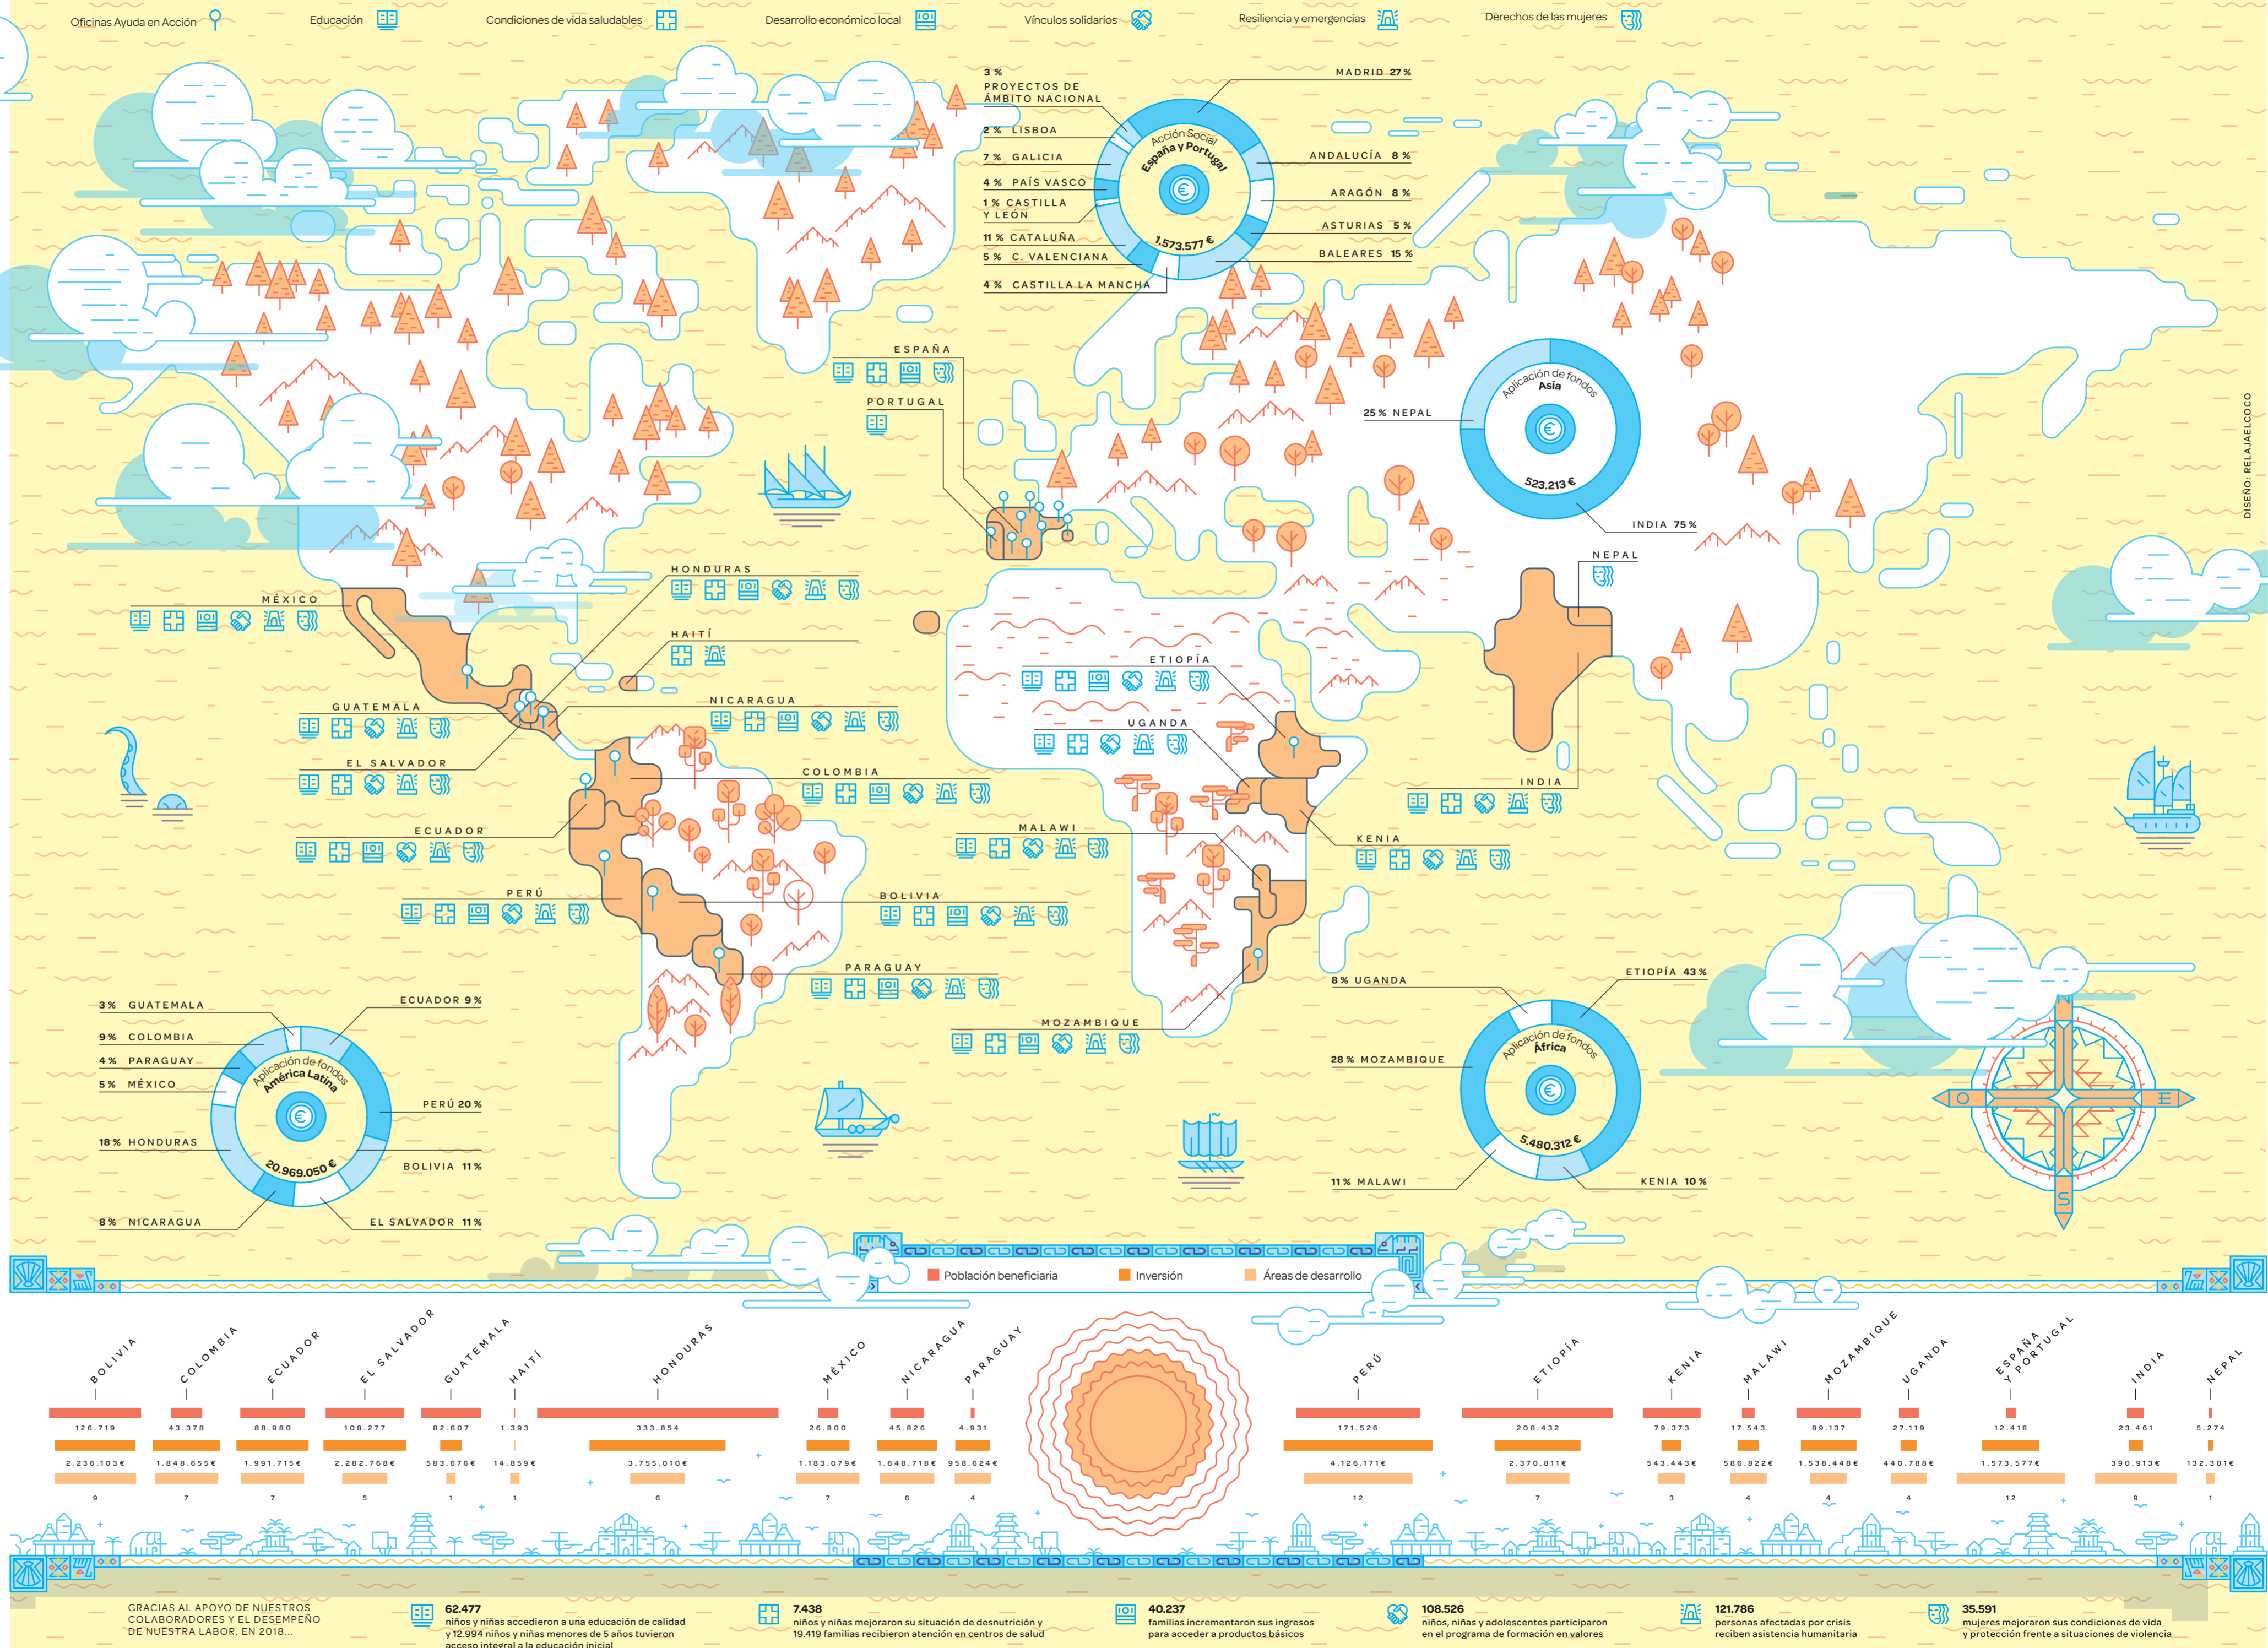 Oficinas Ayuda en Acción
Educación
Condiciones de vida saludables
Desarrollo económico local
Vínculos solidarios
Resiliencia y emergencias
Derechos de las mujeres
3 %
PROYECTOS DE
ÁMBITO NACIONAL
2 % LISBOA
7 % GALICIA
4 % PAÍS VASCO
1 % CASTILLA
Y LEÓN
11 % CATALUÑA
5 % C. VALENCIANA
4 % CASTILLA LA MANCHA
Acción Social
España y Portugal
€
1.573.577 €
MADRID 27 %
ANDALUCÍA 8 %
ARAGÓN 8 %
ASTURIAS 5 %
BALEARES 15 %
ESPAÑA
PORTUGAL
25 % NEPAL
Aplicación de fondos
Asia
€
523.213 €
INDIA 75 %
DISEÑO: RELAJAELCOCO
NEPAL
MÉXICO
HONDURAS
HAITÍ
GUATEMALA
NICARAGUA
EL SALVADOR
COLOMBIA
ECUADOR
PERÚ
BOLIVIA
PARAGUAY
ETIOPÍA
UGANDA
MALAWI
KENIA
INDIA
MOZAMBIQUE
3 % GUATEMALA
9 % COLOMBIA
4 % PARAGUAY
5 % MÉXICO
18 % HONDURAS
8 % NICARAGUA
Aplicación de fondos
América Latina
€
20.969.050 €
ECUADOR 9 %
PERÚ 20 %
BOLIVIA 11 %
EL SALVADOR 11 %
8 % UGANDA
28 % MOZAMBIQUE
11 % MALAWI
Aplicación de fondos
África
€
5.480.312 €
ETIOPÍA 43 %
KENIA 10 %
N
O
E
S
Población beneficiaria
Inversión
Áreas de desarrollo
BOLIVIA
126.719
2.236.103€
9
COLOMBIA
43.378
1.848.655€
7
ECUADOR
88.980
1.991.715€
7
EL SALVADOR
108.277
2.282.768€
5
GUATEMALA
82.607
583.676€
1
HAITÍ
1.393
14.859€
1
HONDURAS
333.854
3.755.010€
6
MÉXICO
26.800
1.183.079€
7
NICARAGUA
45.826
1.648.718€
6
PARAGUAY
4.931
958.624€
4
PERÚ
171.526
4.126.171€
12
ETIOPÍA
208.432
2.370.811€
7
KENIA
79.373
543.443€
3
MALAWI
17.543
586.822€
4
MOZAMBIQUE
89.137
1.538.448€
4
UGANDA
27.119
440.788€
4
ESPAÑA
Y PORTUGAL
12.418
1.573.577€
12
INDIA
23.461
390.913€
9
NEPAL
5.274
132.301€
1
GRACIAS AL APOYO DE NUESTROS
COLABORADORES Y EL DESEMPEÑO
DE NUESTRA LABOR, EN 2018...
62.477
niños y niñas accedieron a una educación de calidad
y 12.994 niños y niñas menores de 5 años tuvieron
acceso integral a la educación inicial
7.438
niños y niñas mejoraron su situación de desnutrición y
19.419 familias recibieron atención en centros de salud
40.237
familias incrementaron sus ingresos
para acceder a productos básicos
108.526
niños, niñas y adolescentes participaron
en el programa de formación en valores
121.786
personas afectadas por crisis
reciben asistencia humanitaria
35.591
mujeres mejoraron sus condiciones de vida
y protección frente a situaciones de violencia